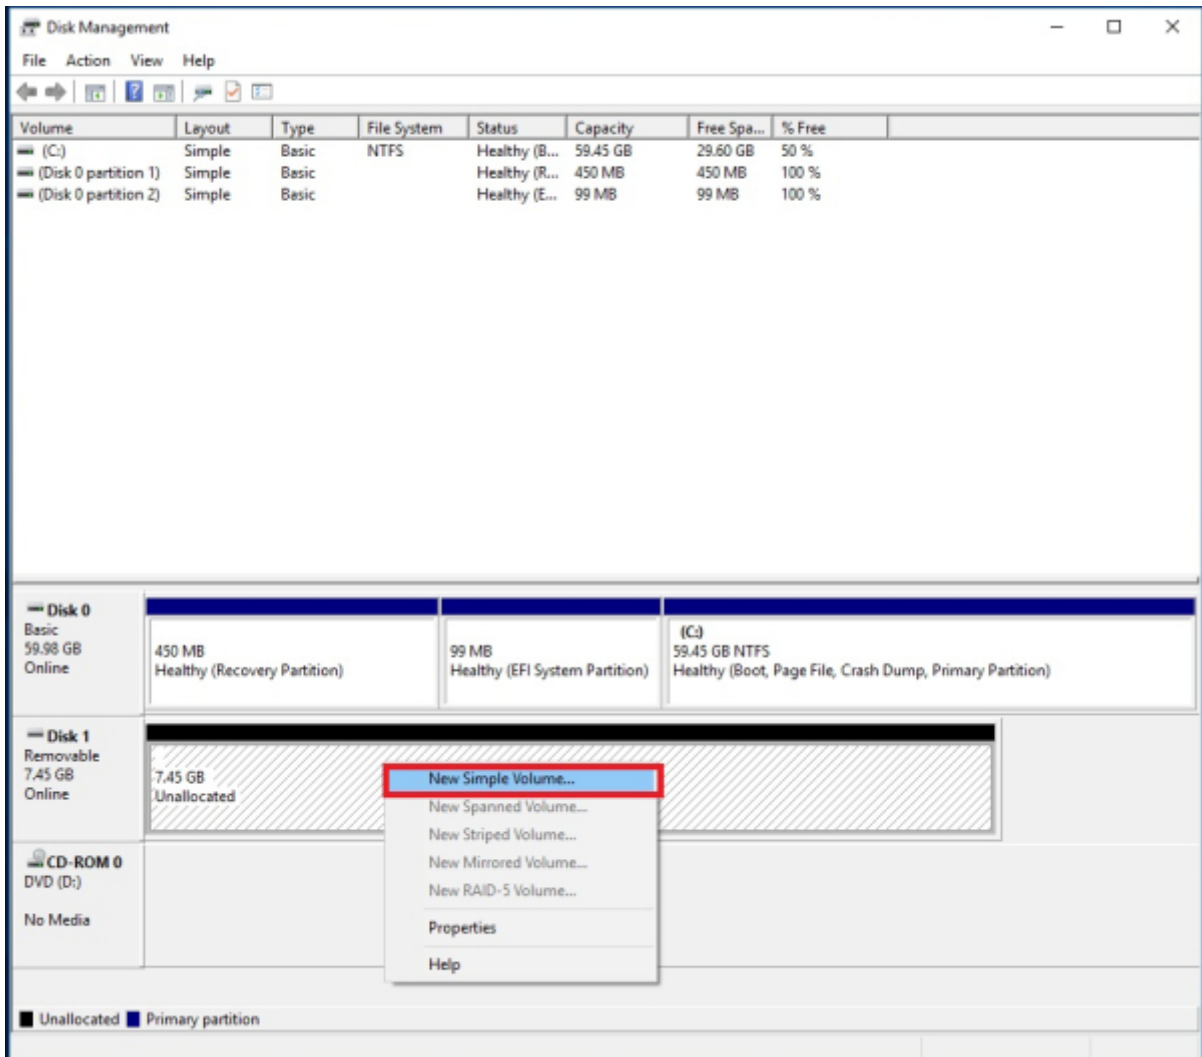 Disk Management
File Action View Help
Volume Layout Type File System Status Capacity Free Spa... % Free
(C:) Simple Basic NTFS Healthy (B... 59.45 GB 29.60 GB 50 %
(Disk 0 partition 1) Simple Basic Healthy (R... 450 MB 450 MB 100 %
(Disk 0 partition 2) Simple Basic Healthy (E... 99 MB 99 MB 100 %
Disk 0
Basic
59.98 GB
Online
450 MB
Healthy (Recovery Partition)
99 MB
Healthy (EFI System Partition)
(C:)
59.45 GB NTFS
Healthy (Boot, Page File, Crash Dump, Primary Partition)
Disk 1
Removable
7.45 GB
Online
7.45 GB
Unallocated
New Simple Volume...
New Spanned Volume...
New Striped Volume...
New Mirrored Volume...
New RAID-5 Volume...
Properties
Help
CD-ROM 0
DVD (D:)
No Media
Unallocated Primary partition